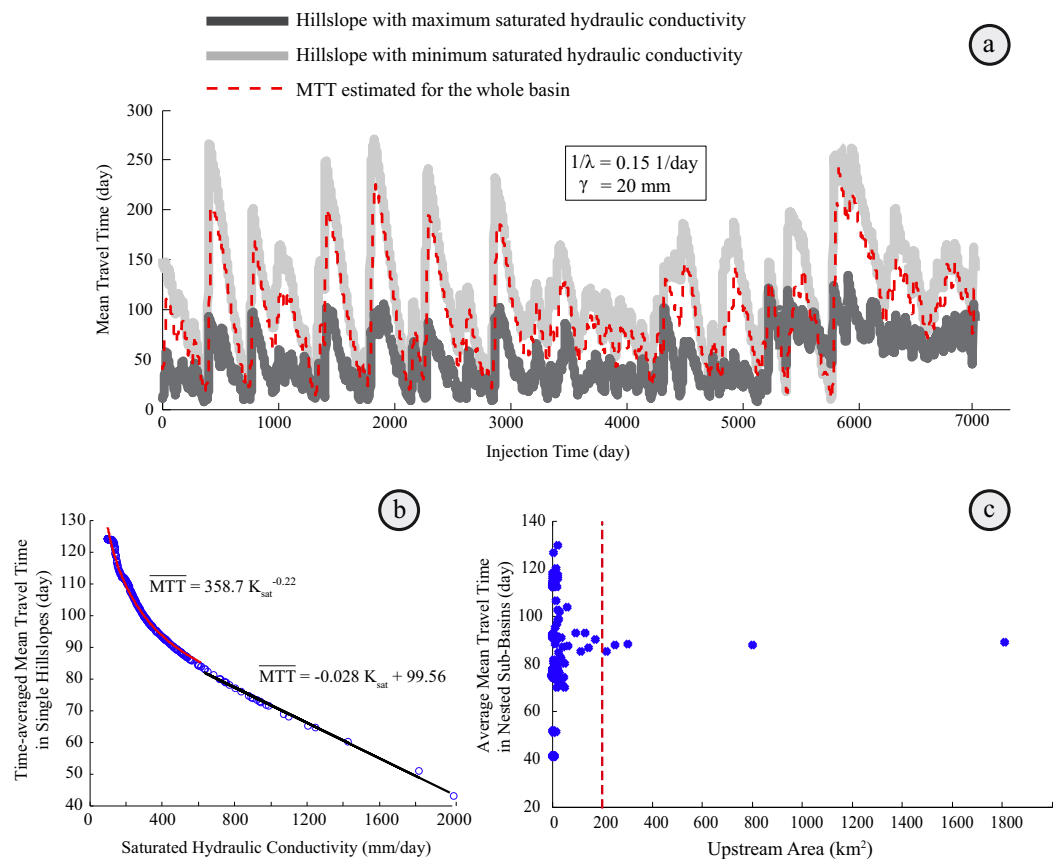 Hillslope with maximum saturated hydraulic conductivity
Hillslope with minimum saturated hydraulic conductivity
MTT estimated for the whole basin
a
Mean Travel Time (day)
300
250
200
150
100
50
0
1/λ = 0.15 1/day
γ = 20 mm
0 1000 2000 3000 4000 5000 6000 7000
Injection Time (day)
b
Time-averaged Mean Travel Time
in Single Hillslopes (day)
130
120
110
100
90
80
70
60
50
40
MTT = 358.7 K_sat^-0.22
MTT = -0.028 K_sat + 99.56
0 400 800 1200 1600 2000
Saturated Hydraulic Conductivity (mm/day)
c
Average Mean Travel Time
in Nested Sub-Basins (day)
140
120
100
80
60
40
20
0 200 400 600 800 1000 1200 1400 1600 1800
Upstream Area (km²)